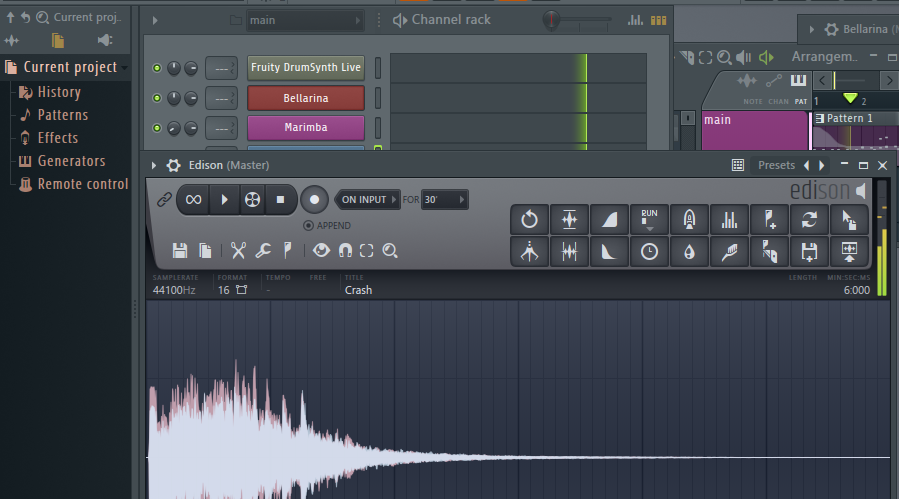 Current proj..
main
Channel rack
Bellarina (M
Arrangem..
Current project
History
Patterns
Effects
Generators
Remote control
---
Fruity DrumSynth Live
---
Bellarina
---
Marimba
NOTE CHAN PAT
1 2
main
Pattern 1
Edison (Master)
Presets
edison
ON INPUT FOR 30'
APPEND
RUN
SAMPLERATE FORMAT TEMPO FREE TITLE LENGTH MIN:SEC:MS
44100Hz 16 - Crash 6:000